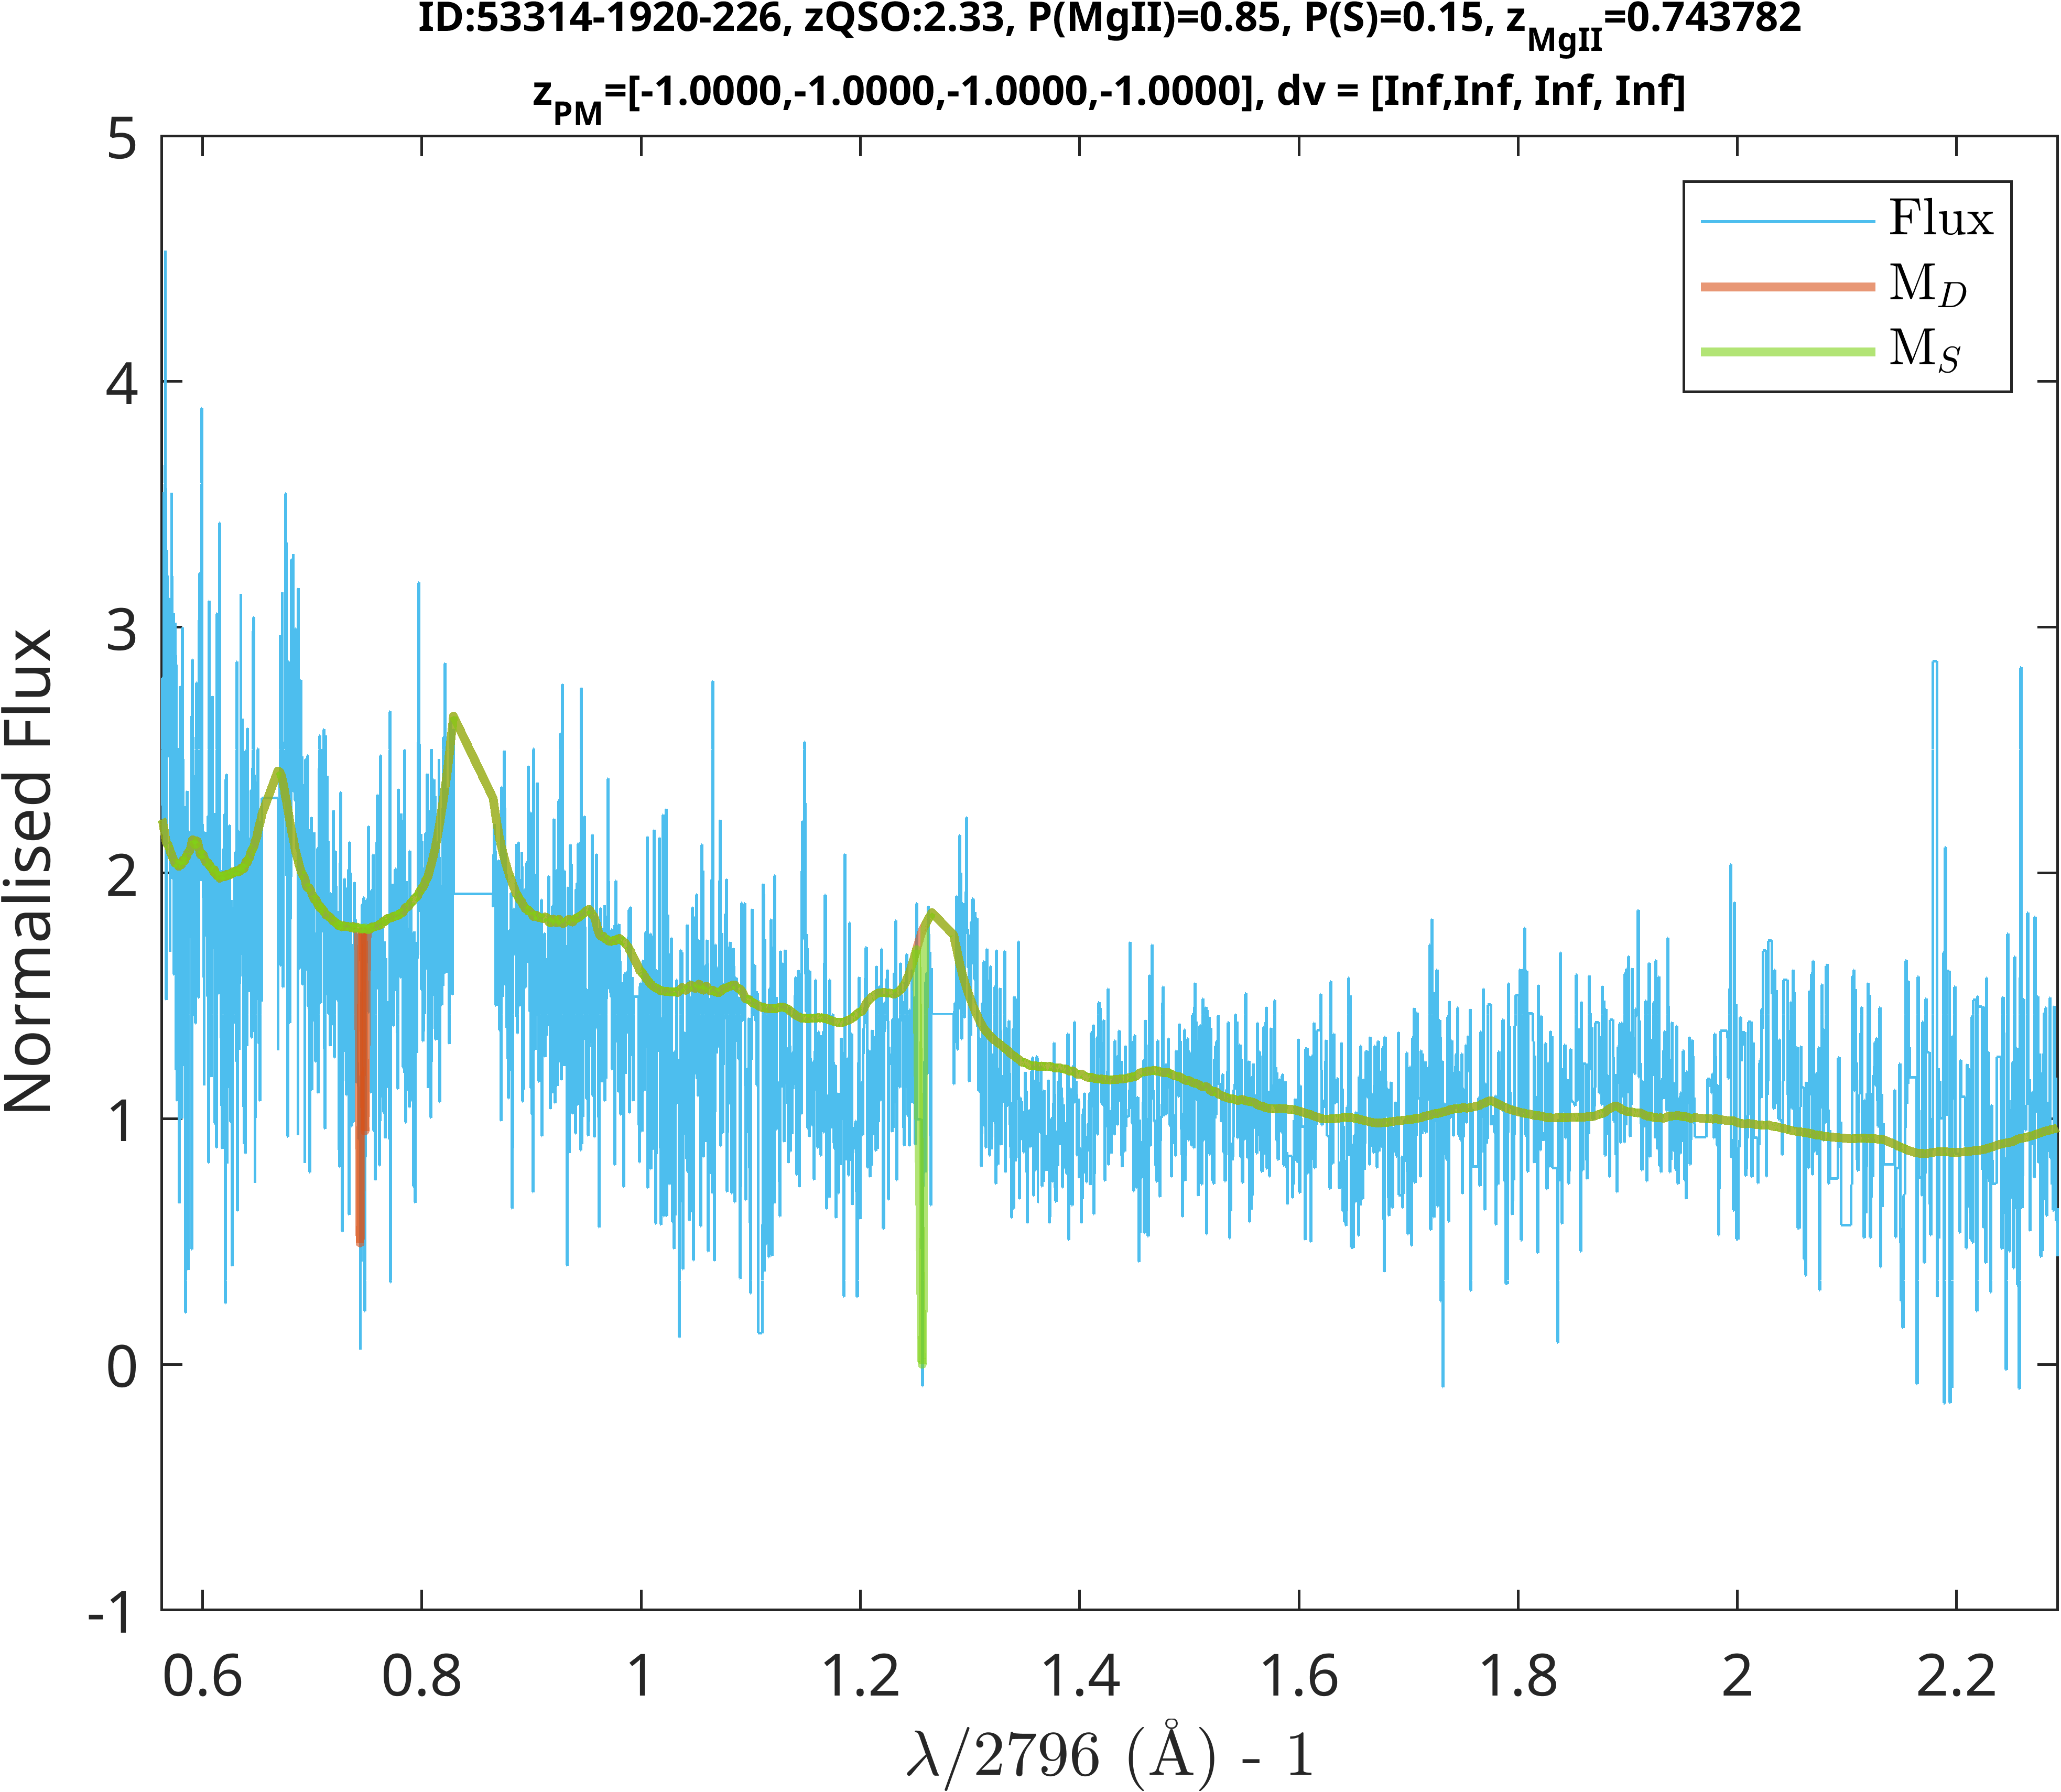 ID:53314-1920-226, zQSO:2.33, P(MgII)=0.85, P(S)=0.15, zMgII=0.743782
zPM=[-1.0000,-1.0000,-1.0000,-1.0000], dv = [Inf,Inf, Inf, Inf]
5
4
3
2
1
0
-1
Normalised Flux
Flux
MD
MS
0.6 0.8 1 1.2 1.4 1.6 1.8 2 2.2
λ/2796 (Å) - 1